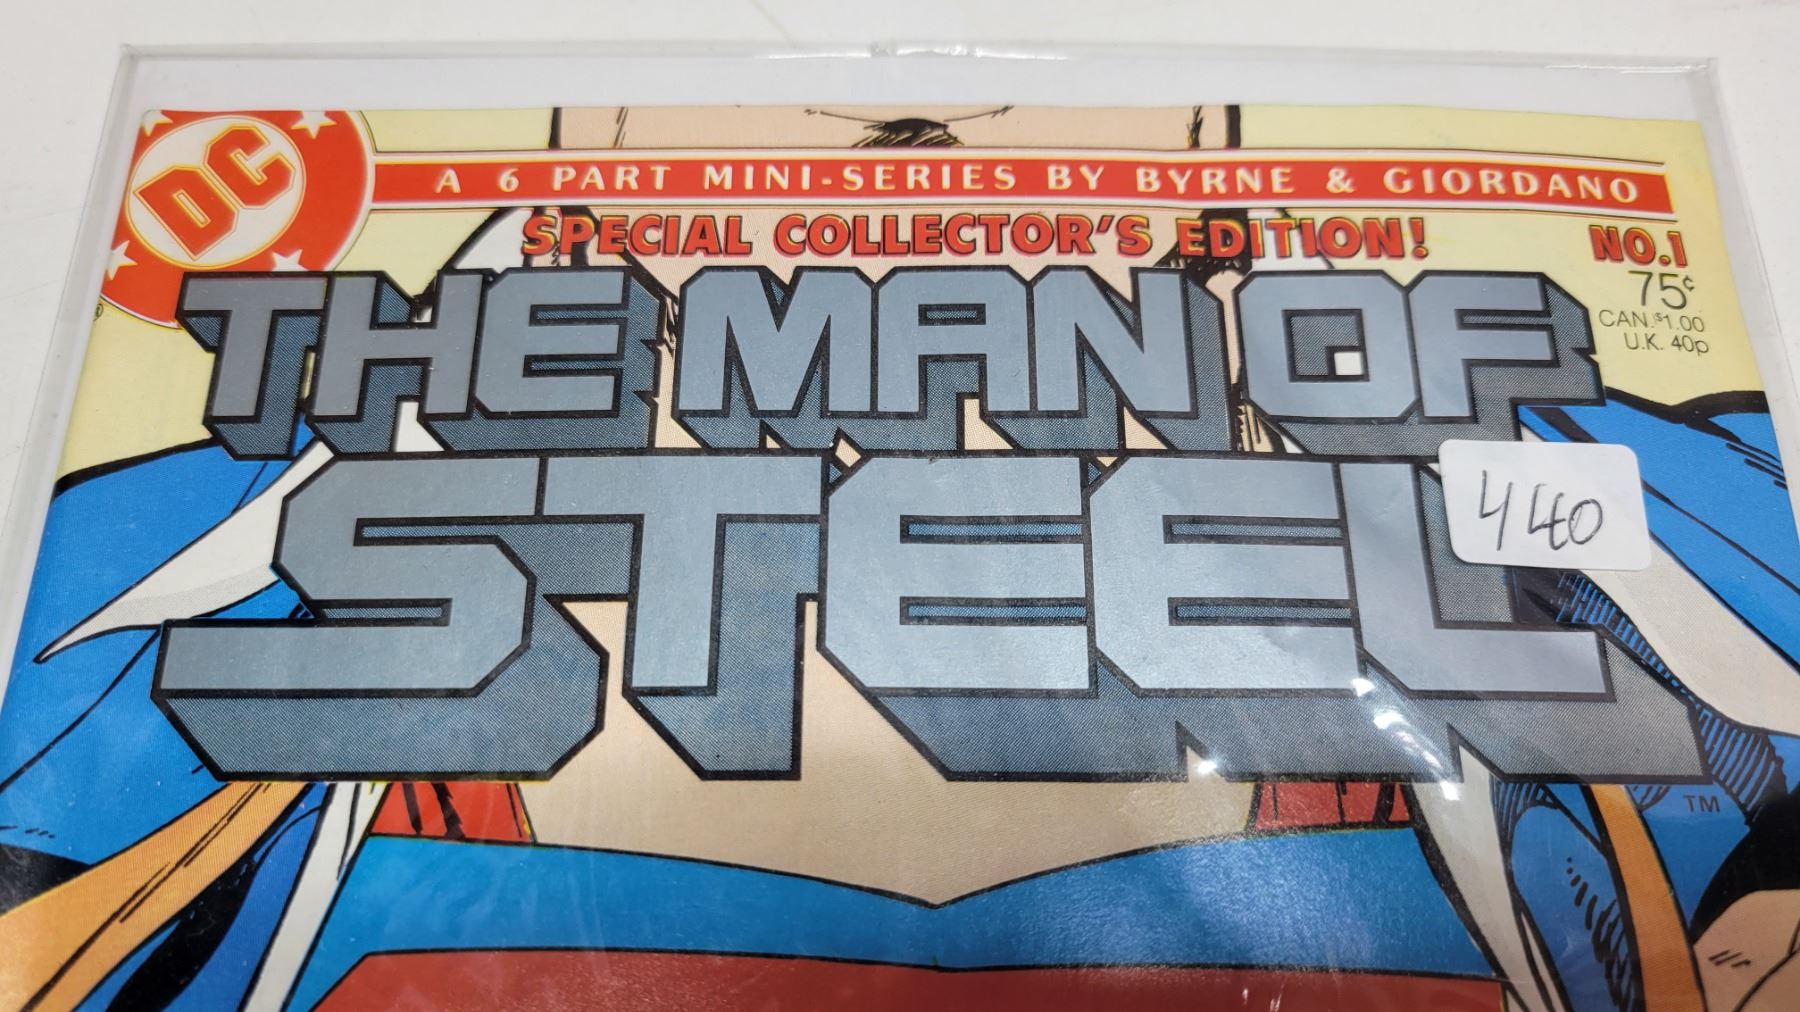 DC
®
A 6 PART MINI-SERIES BY BYRNE & GIORDANO
SPECIAL COLLECTOR'S EDITION!
NO.1
75¢
CAN. $1.00
U.K. 40p
THE MAN OF
STEEL
440
TM